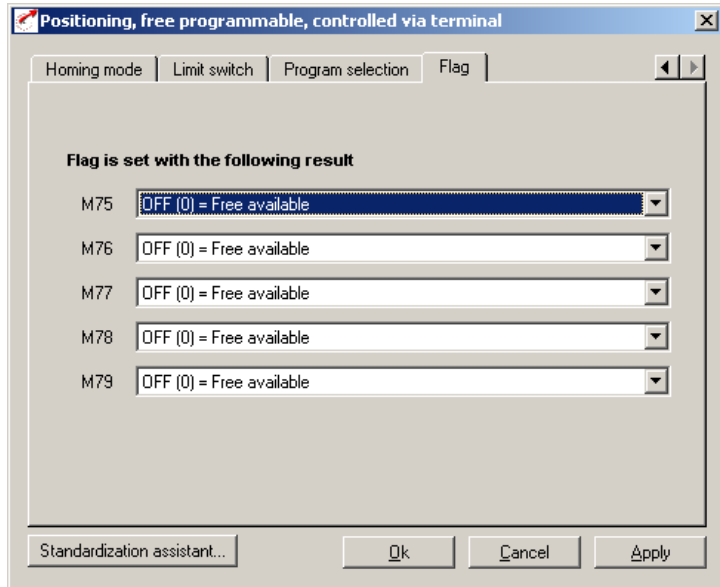 Positioning, free programmable, controlled via terminal
Homing mode Limit switch Program selection Flag
Flag is set with the following result
M75 OFF (0) = Free available
M76 OFF (0) = Free available
M77 OFF (0) = Free available
M78 OFF (0) = Free available
M79 OFF (0) = Free available
Standardization assistant... Ok Cancel Apply